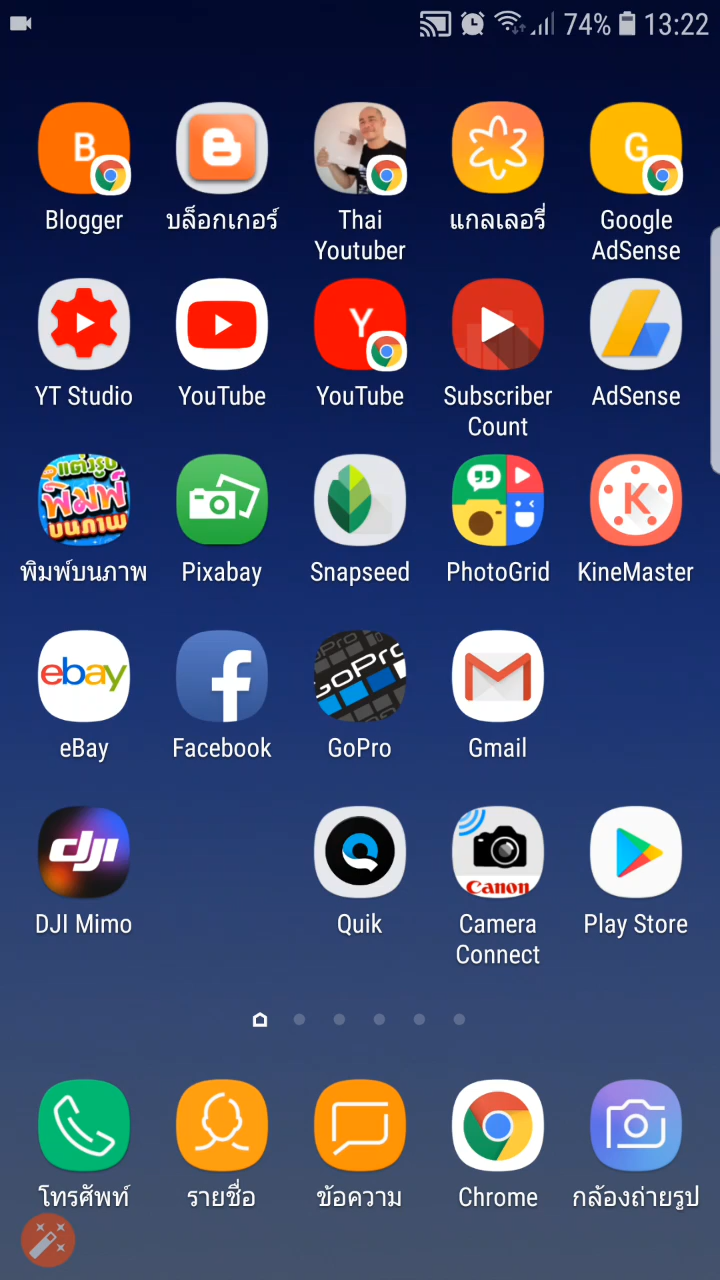 74% 13:22
B
G
Blogger
บล็อกเกอร์
Thai
Youtuber
แกลเลอรี่
Google
AdSense
Y
YT Studio
YouTube
YouTube
Subscriber
Count
AdSense
แต่งรูป
พิมพ์
บนภาพ
K
พิมพ์บนภาพ
Pixabay
Snapseed
PhotoGrid
KineMaster
ebay
f
GoPro
GoPro
eBay
Facebook
GoPro
Gmail
dji
Canon
DJI Mimo
Quik
Camera
Connect
Play Store
โทรศัพท์
รายชื่อ
ข้อความ
Chrome
กล้องถ่ายรูป